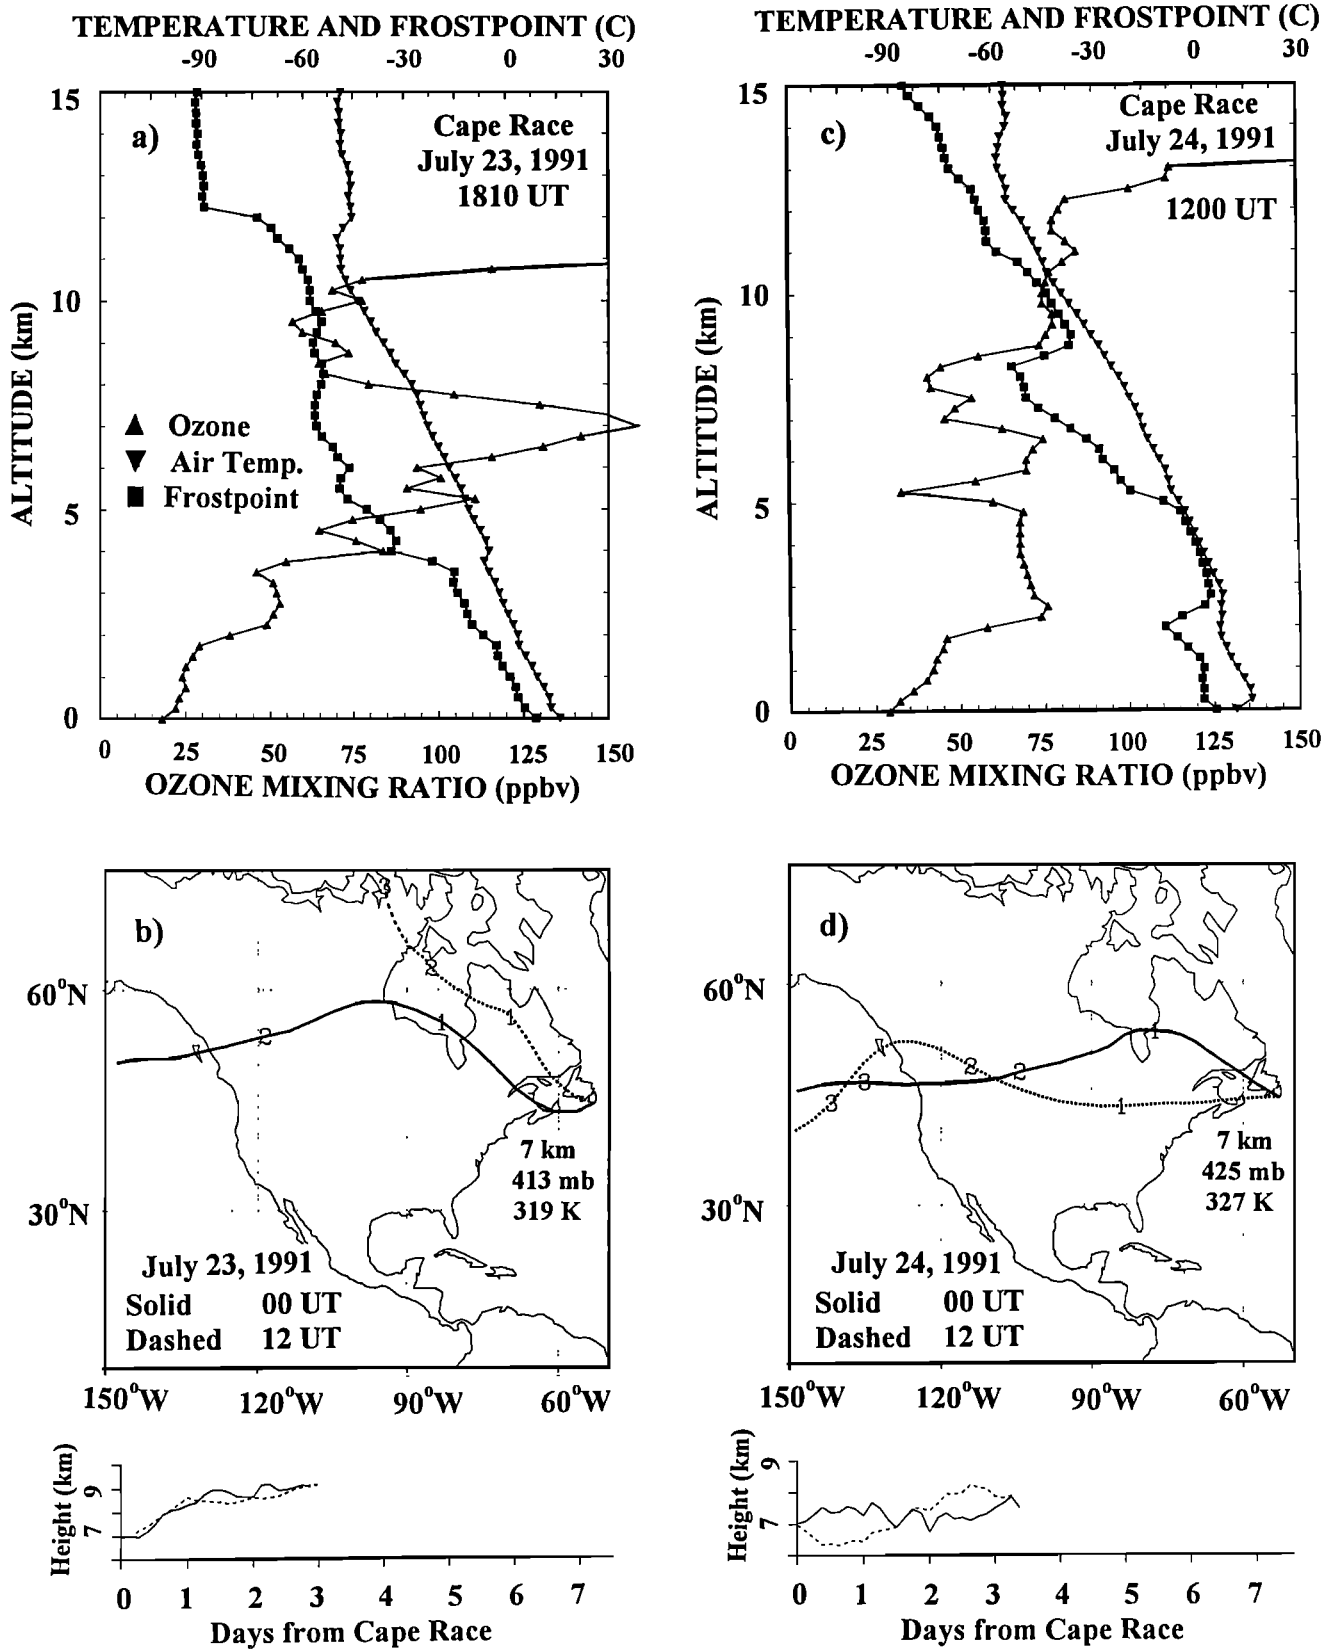 TEMPERATURE AND FROSTPOINT (C)
-90 -60 -30 0 30
15
a)
Cape Race
July 23, 1991
1810 UT
10
ALTITUDE (km)
Ozone
Air Temp.
Frostpoint
5
0
0 25 50 75 100 125 150
OZONE MIXING RATIO (ppbv)
TEMPERATURE AND FROSTPOINT (C)
-90 -60 -30 0 30
15
c)
Cape Race
July 24, 1991
1200 UT
10
ALTITUDE (km)
5
0
0 25 50 75 100 125 150
OZONE MIXING RATIO (ppbv)
b)
3
2
60°N
1
1
2
7 km
413 mb
319 K
30°N
July 23, 1991
Solid 00 UT
Dashed 12 UT
150°W 120°W 90°W 60°W
d)
60°N
1
2 2
3
3
1
7 km
425 mb
327 K
30°N
July 24, 1991
Solid 00 UT
Dashed 12 UT
150°W 120°W 90°W 60°W
Height (km)
9
7
0 1 2 3 4 5 6 7
Days from Cape Race
Height (km)
9
7
0 1 2 3 4 5 6 7
Days from Cape Race